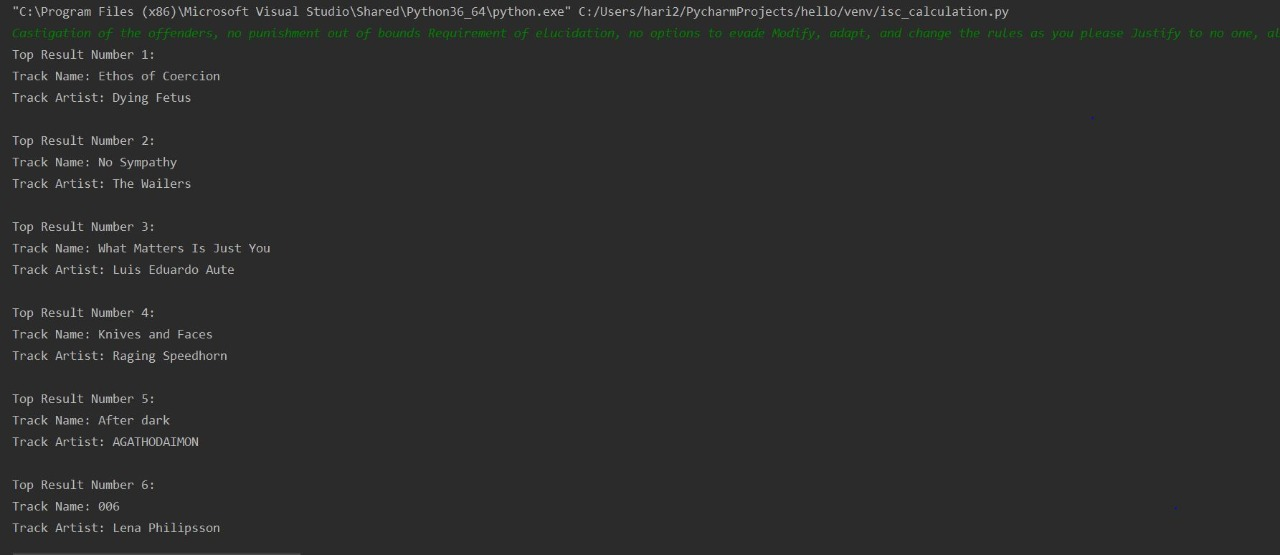 "C:\Program Files (x86)\Microsoft Visual Studio\Shared\Python36_64\python.exe" C:/Users/hari2/PycharmProjects/hello/venv/isc_calculation.py
Castigation of the offenders, no punishment out of bounds Requirement of elucidation, no options to evade Modify, adapt, and change the rules as you please Justify to no one, al
Top Result Number 1:
Track Name: Ethos of Coercion
Track Artist: Dying Fetus
Top Result Number 2:
Track Name: No Sympathy
Track Artist: The Wailers
Top Result Number 3:
Track Name: What Matters Is Just You
Track Artist: Luis Eduardo Aute
Top Result Number 4:
Track Name: Knives and Faces
Track Artist: Raging Speedhorn
Top Result Number 5:
Track Name: After dark
Track Artist: AGATHODAIMON
Top Result Number 6:
Track Name: 006
Track Artist: Lena Philipsson